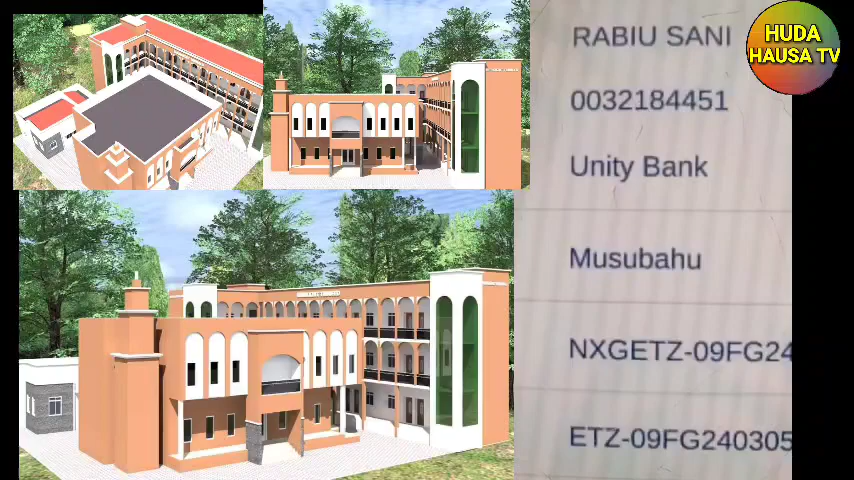 HUDA
HAUSA TV
RABIU SANI
0032184451
Unity Bank
Musubahu
NXGETZ-09FG24
ETZ-09FG240305